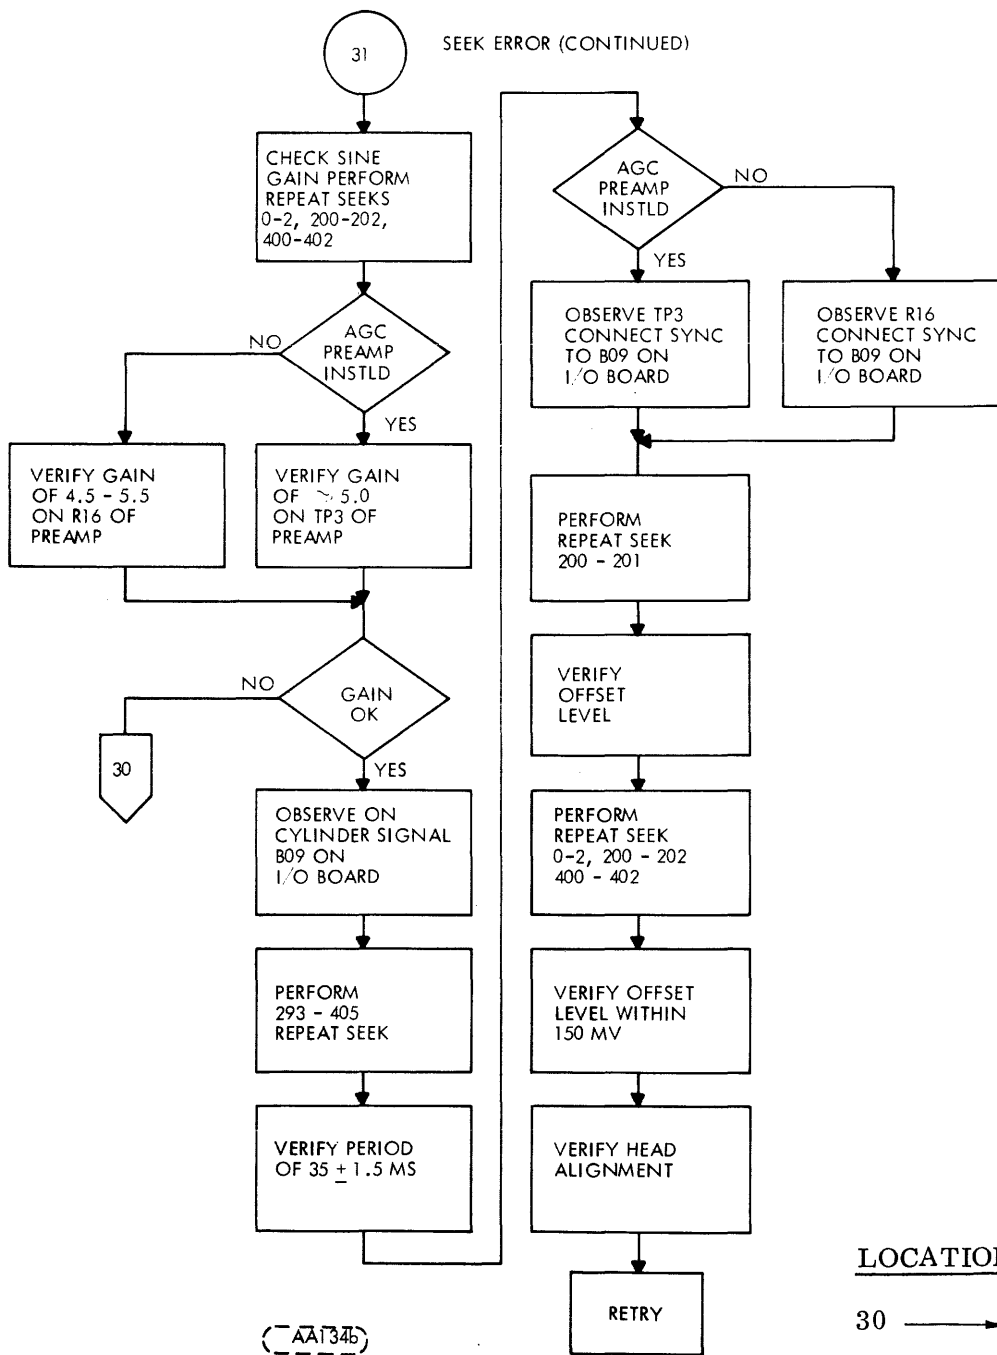 31
SEEK ERROR (CONTINUED)
CHECK SINE
GAIN PERFORM
REPEAT SEEKS
0-2, 200-202,
400-402
AGC
PREAMP
INSTLD
NO
YES
VERIFY GAIN
OF 4.5 - 5.5
ON R16 OF
PREAMP
VERIFY GAIN
OF ≈ 5.0
ON TP3 OF
PREAMP
GAIN
OK
NO
30
YES
OBSERVE ON
CYLINDER SIGNAL
B09 ON
I/O BOARD
PERFORM
293 - 405
REPEAT SEEK
VERIFY PERIOD
OF 35 ± 1.5 MS
AGC
PREAMP
INSTLD
NO
YES
OBSERVE TP3
CONNECT SYNC
TO B09 ON
I/O BOARD
OBSERVE R16
CONNECT SYNC
TO B09 ON
I/O BOARD
PERFORM
REPEAT SEEK
200 - 201
VERIFY
OFFSET
LEVEL
PERFORM
REPEAT SEEK
0-2, 200 - 202
400 - 402
VERIFY OFFSET
LEVEL WITHIN
150 MV
VERIFY HEAD
ALIGNMENT
RETRY
AA134b
LOCATION
30 →